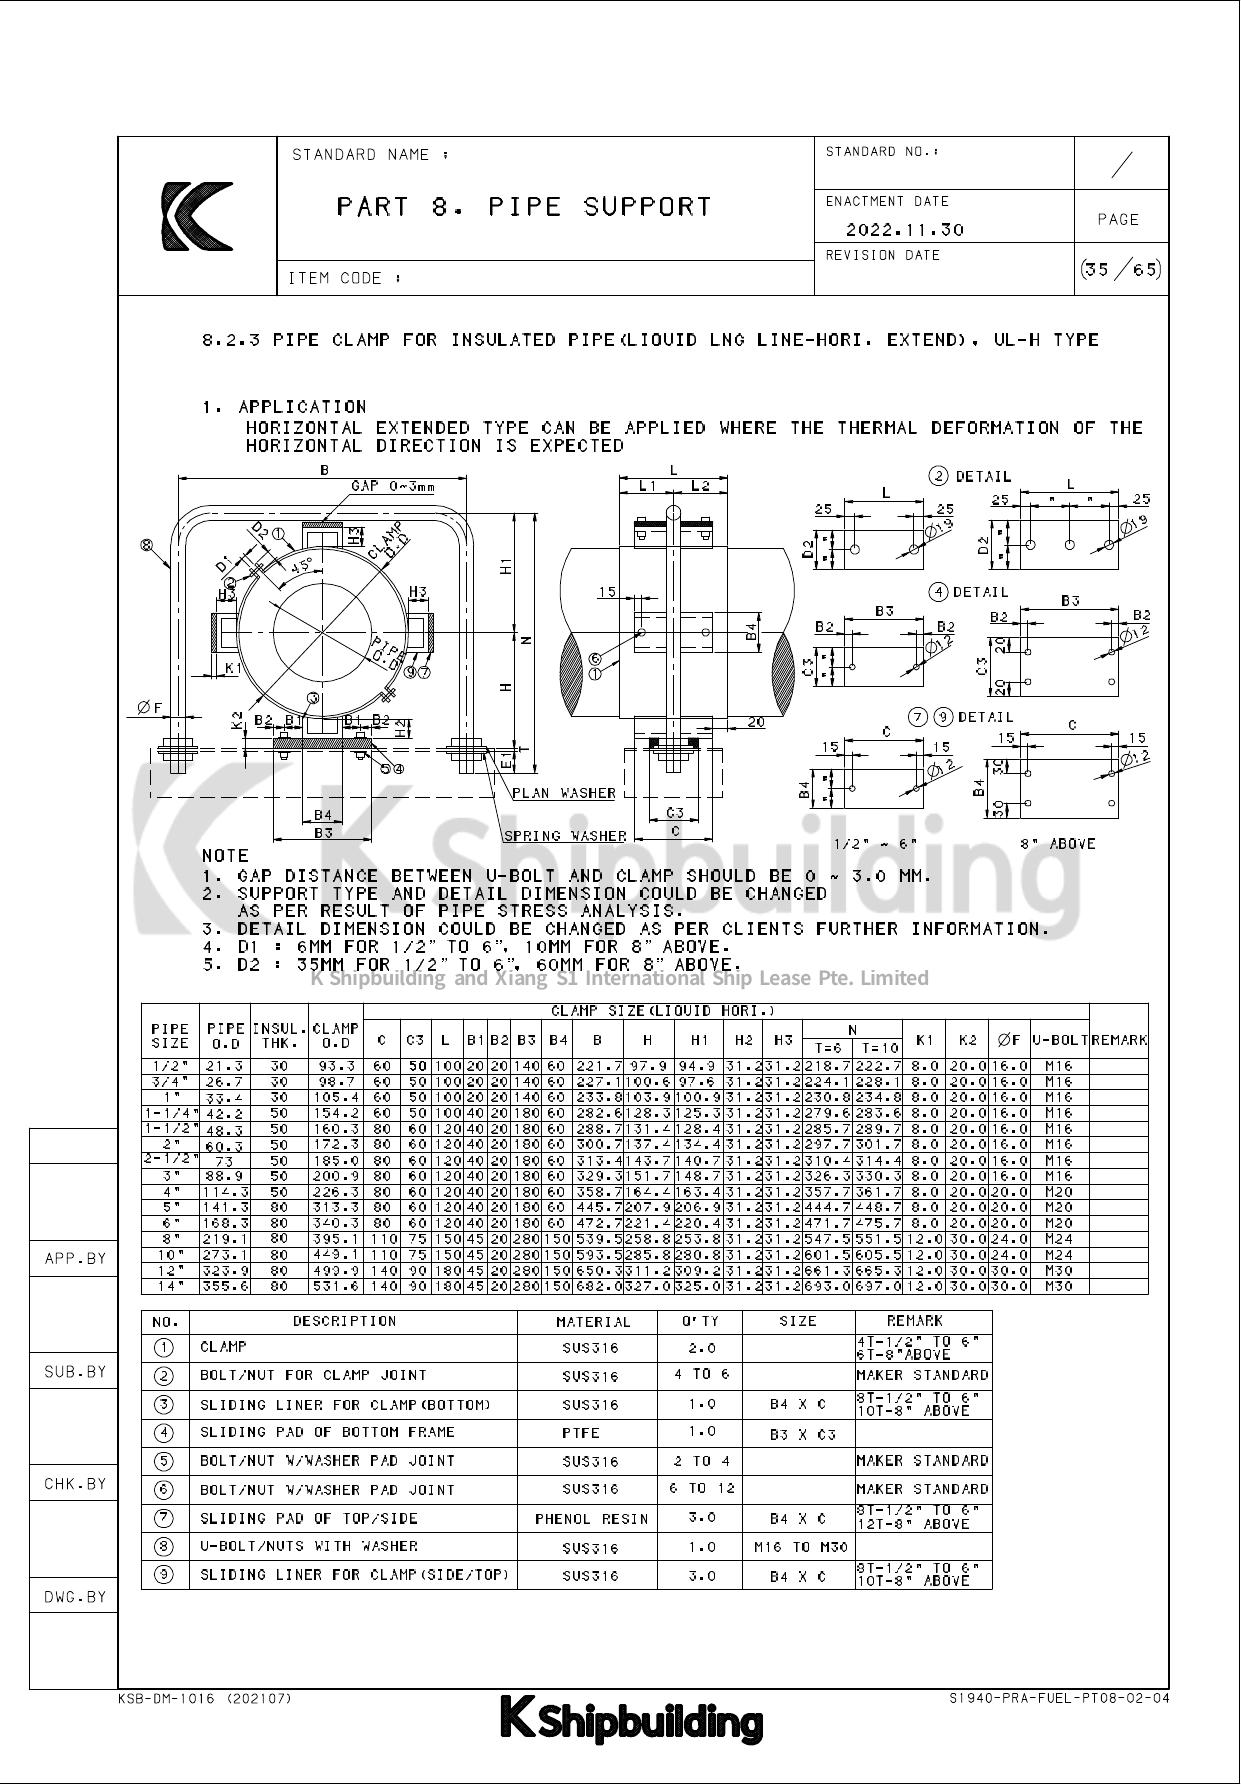 STANDARD NAME :
PART 8. PIPE SUPPORT
ITEM CODE :
STANDARD NO.:
/
ENACTMENT DATE
2022.11.30
PAGE
REVISION DATE
(35 /65)
8.2.3 PIPE CLAMP FOR INSULATED PIPE(LIQUID LNG LINE-HORI. EXTEND), UL-H TYPE
1. APPLICATION
HORIZONTAL EXTENDED TYPE CAN BE APPLIED WHERE THE THERMAL DEFORMATION OF THE
HORIZONTAL DIRECTION IS EXPECTED
B
GAP 0~3mm
D2
①
CLAMP
O.D
H3
⑧
D1
②
45°
H3
H3
H1
N
PIPE
O.D
K1
⑨⑦
H
ØF
③
K2
B2 B1
B1 B2
H2
T
E1
⑤④
B4
B3
PLAN WASHER
SPRING WASHER
L
L1 L2
15
B4
⑥
①
20
C3
C
② DETAIL
L
25 25
Ø19
D2
L
25 " " 25
Ø19
D2
④ DETAIL
B3
B2 B2
Ø12
C3
B3
B2 B2
Ø12
20
C3
20
⑦ ⑨ DETAIL
C
15 15
Ø12
B4
C
15 15
Ø12
30
B4
30
1/2" ~ 6" 8" ABOVE
K Shipbuilding
NOTE
1. GAP DISTANCE BETWEEN U-BOLT AND CLAMP SHOULD BE 0 ~ 3.0 MM.
2. SUPPORT TYPE AND DETAIL DIMENSION COULD BE CHANGED
AS PER RESULT OF PIPE STRESS ANALYSIS.
3. DETAIL DIMENSION COULD BE CHANGED AS PER CLIENTS FURTHER INFORMATION.
4. D1 : 6MM FOR 1/2" TO 6", 10MM FOR 8" ABOVE.
5. D2 : 35MM FOR 1/2" TO 6", 60MM FOR 8" ABOVE.
K Shipbuilding and Xiang S1 International Ship Lease Pte. Limited
CLAMP SIZE(LIQUID HORI.)
PIPE SIZE PIPE O.D INSUL. THK. CLAMP O.D C C3 L B1 B2 B3 B4 B H H1 H2 H3 N T=6 T=10 K1 K2 ØF U-BOLT REMARK
1/2" 21.3 30 93.3 60 50 100 20 20 140 60 221.7 97.9 94.9 31.2 31.2 218.7 222.7 8.0 20.0 16.0 M16
3/4" 26.7 30 98.7 60 50 100 20 20 140 60 227.1 100.6 97.6 31.2 31.2 224.1 228.1 8.0 20.0 16.0 M16
1" 33.4 30 105.4 60 50 100 20 20 140 60 233.8 103.9 100.9 31.2 31.2 230.8 234.8 8.0 20.0 16.0 M16
1-1/4" 42.2 50 154.2 60 50 100 40 20 180 60 282.6 128.3 125.3 31.2 31.2 279.6 283.6 8.0 20.0 16.0 M16
1-1/2" 48.3 50 160.3 80 60 120 40 20 180 60 288.7 131.4 128.4 31.2 31.2 285.7 289.7 8.0 20.0 16.0 M16
2" 60.3 50 172.3 80 60 120 40 20 180 60 300.7 137.4 134.4 31.2 31.2 297.7 301.7 8.0 20.0 16.0 M16
2-1/2" 73 50 185.0 80 60 120 40 20 180 60 313.4 143.7 140.7 31.2 31.2 310.4 314.4 8.0 20.0 16.0 M16
3" 88.9 50 200.9 80 60 120 40 20 180 60 329.3 151.7 148.7 31.2 31.2 326.3 330.3 8.0 20.0 16.0 M16
4" 114.3 50 226.3 80 60 120 40 20 180 60 358.7 164.4 163.4 31.2 31.2 357.7 361.7 8.0 20.0 20.0 M20
5" 141.3 80 313.3 80 60 120 40 20 180 60 445.7 207.9 206.9 31.2 31.2 444.7 448.7 8.0 20.0 20.0 M20
6" 168.3 80 340.3 80 60 120 40 20 180 60 472.7 221.4 220.4 31.2 31.2 471.7 475.7 8.0 20.0 20.0 M20
8" 219.1 80 395.1 110 75 150 45 20 280 150 539.5 258.8 253.8 31.2 31.2 547.5 551.5 12.0 30.0 24.0 M24
10" 273.1 80 449.1 110 75 150 45 20 280 150 593.5 285.8 280.8 31.2 31.2 601.5 605.5 12.0 30.0 24.0 M24
12" 323.9 80 499.9 140 90 180 45 20 280 150 650.3 311.2 309.2 31.2 31.2 661.3 665.3 12.0 30.0 30.0 M30
14" 355.6 80 531.6 140 90 180 45 20 280 150 682.0 327.0 325.0 31.2 31.2 693.0 697.0 12.0 30.0 30.0 M30
NO. DESCRIPTION MATERIAL Q'TY SIZE REMARK
① CLAMP SUS316 2.0 4T-1/2" TO 6" 6T-8"ABOVE
② BOLT/NUT FOR CLAMP JOINT SUS316 4 TO 6 MAKER STANDARD
③ SLIDING LINER FOR CLAMP(BOTTOM) SUS316 1.0 B4 X C 8T-1/2" TO 6" 10T-8" ABOVE
④ SLIDING PAD OF BOTTOM FRAME PTFE 1.0 B3 X C3
⑤ BOLT/NUT W/WASHER PAD JOINT SUS316 2 TO 4 MAKER STANDARD
⑥ BOLT/NUT W/WASHER PAD JOINT SUS316 6 TO 12 MAKER STANDARD
⑦ SLIDING PAD OF TOP/SIDE PHENOL RESIN 3.0 B4 X C 8T-1/2" TO 6" 12T-8" ABOVE
⑧ U-BOLT/NUTS WITH WASHER SUS316 1.0 M16 TO M30
⑨ SLIDING LINER FOR CLAMP(SIDE/TOP) SUS316 3.0 B4 X C 8T-1/2" TO 6" 10T-8" ABOVE
APP.BY
SUB.BY
CHK.BY
DWG.BY
KSB-DM-1016 (202107)
S1940-PRA-FUEL-PT08-02-04
K Shipbuilding